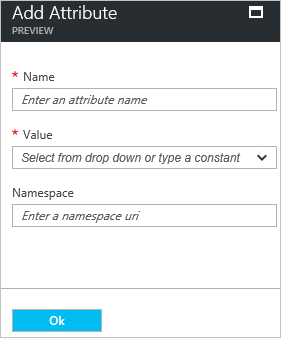 Add Attribute
PREVIEW
* Name
Enter an attribute name
* Value
Select from drop down or type a constant
Namespace
Enter a namespace uri
Ok